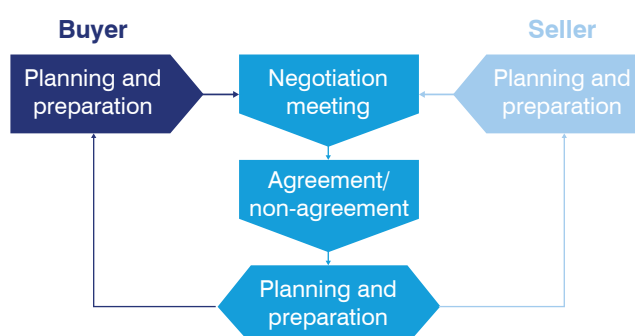 Buyer
Seller
Planning and
preparation
Negotiation
meeting
Planning and
preparation
Agreement/
non-agreement
Planning and
preparation